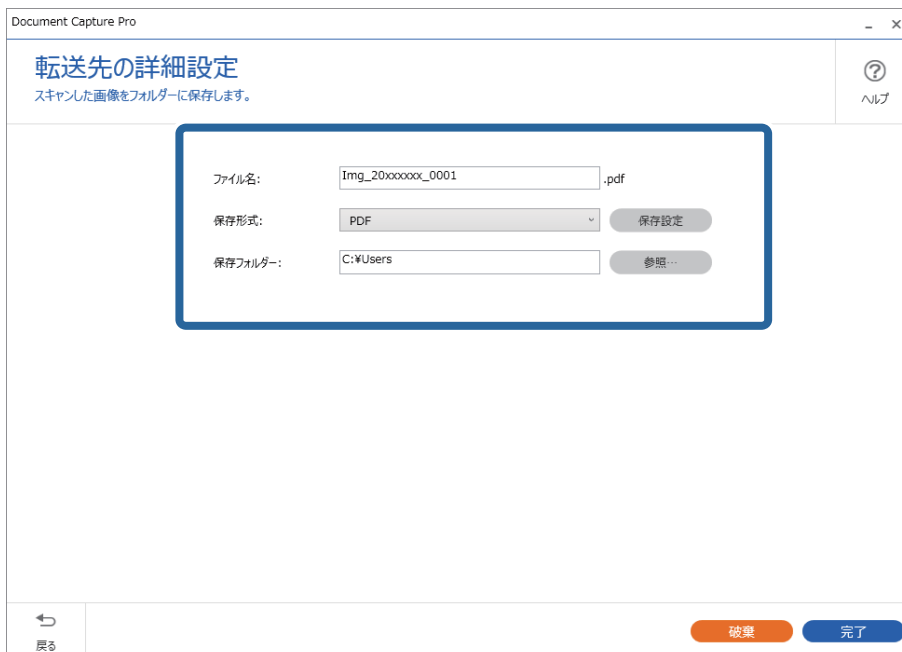 Document Capture Pro
転送先の詳細設定
スキャンした画像をフォルダーに保存します。
?
ヘルプ
ファイル名: Img_20xxxxxx_0001 .pdf
保存形式: PDF 保存設定
保存フォルダー: C:¥Users 参照…
戻る
破棄 完了